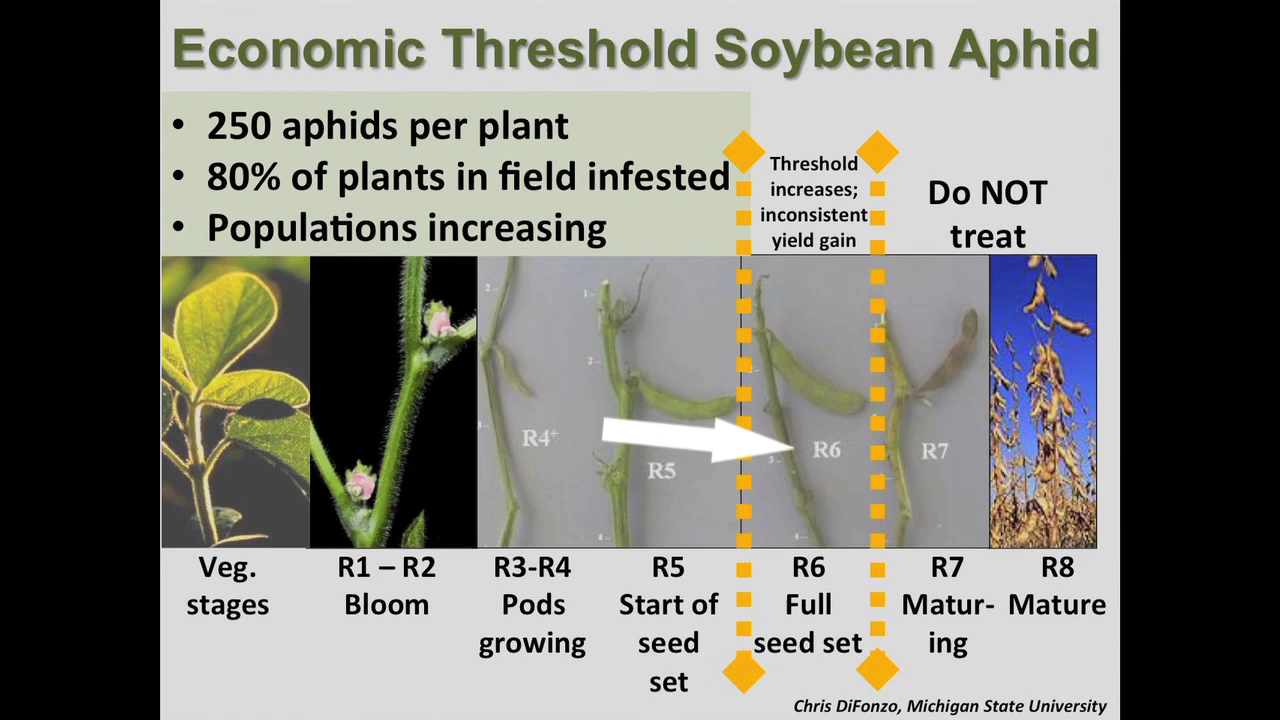 Economic Threshold Soybean Aphid
• 250 aphids per plant
• 80% of plants in field infested
• Populations increasing
Threshold
increases;
inconsistent
yield gain
Do NOT
treat
R4+
R5
R6
R7
Veg.
stages
R1 – R2
Bloom
R3-R4
Pods
growing
R5
Start of
seed
set
R6
Full
seed set
R7
Matur-
ing
R8
Mature
Chris DiFonzo, Michigan State University